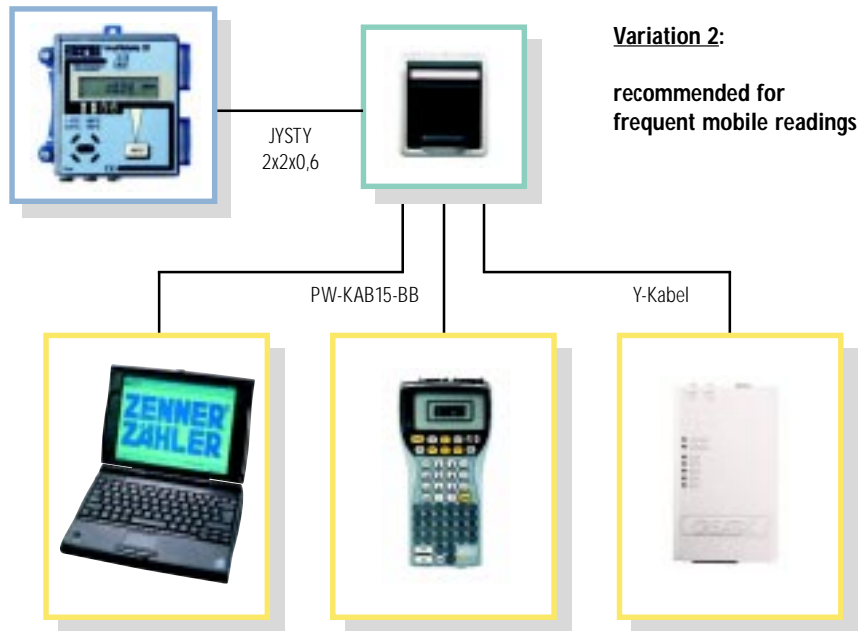 Variation 2:
recommended for
frequent mobile readings
JYSTY
2x2x0,6
PW-KAB15-BB
Y-Kabel
ZENNER
ZÄHLER